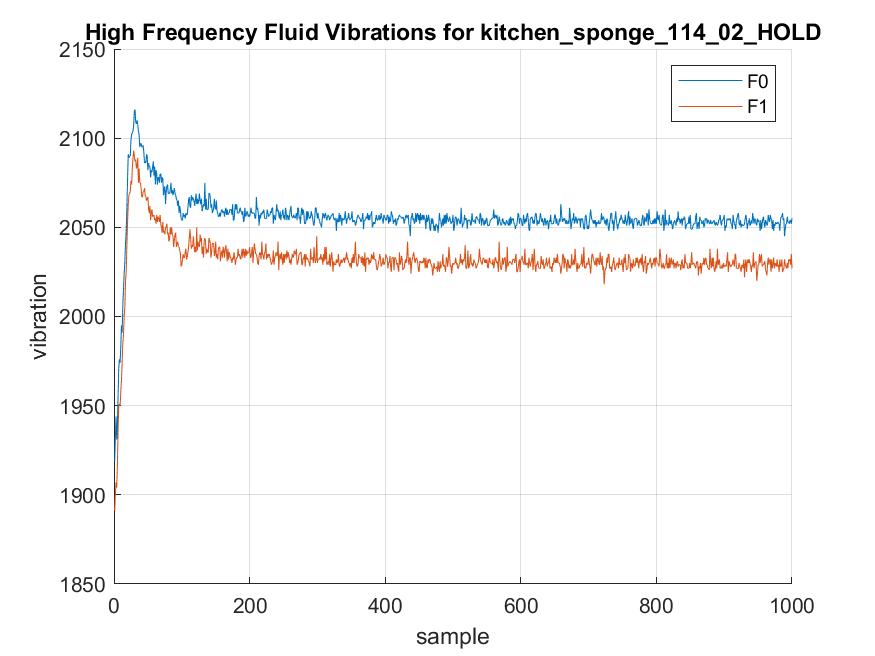 High Frequency Fluid Vibrations for kitchen_sponge_114_02_HOLD
2150
2100
2050
2000
1950
1900
1850
vibration
F0
F1
0 200 400 600 800 1000
sample